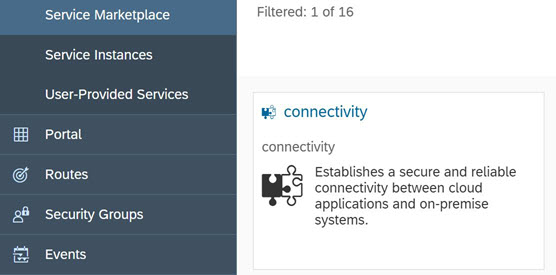 Service Marketplace
Service Instances
User-Provided Services
Portal
Routes
Security Groups
Events
Filtered: 1 of 16
connectivity
connectivity
Establishes a secure and reliable
connectivity between cloud
applications and on-premise
systems.